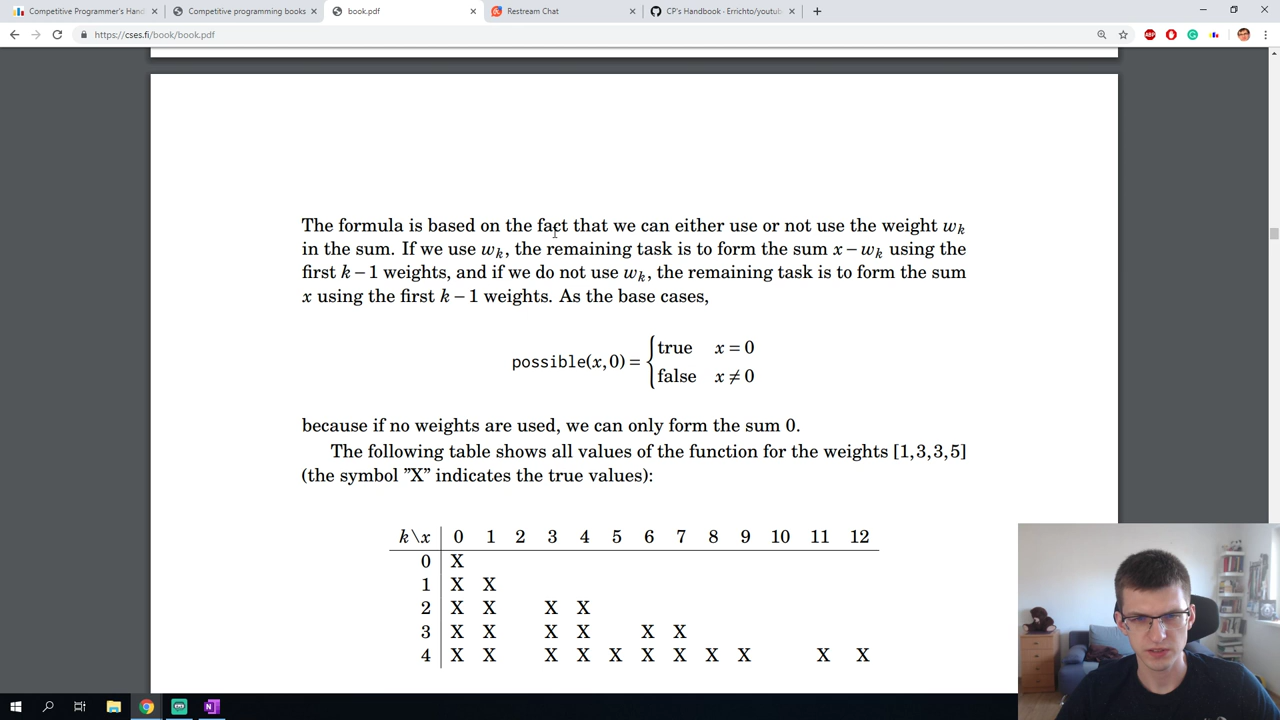 Competitive Programmer's Hand
Competitive programming books
book.pdf
Restream Chat
CP's Handbook · Errichto/youtub
https://cses.fi/book/book.pdf
ABP
The formula is based on the fact that we can either use or not use the weight wₖ
in the sum. If we use wₖ, the remaining task is to form the sum x − wₖ using the
first k − 1 weights, and if we do not use wₖ, the remaining task is to form the sum
x using the first k − 1 weights. As the base cases,
possible(x,0) = { true x = 0
false x ≠ 0
because if no weights are used, we can only form the sum 0.
The following table shows all values of the function for the weights [1,3,3,5]
(the symbol ”X” indicates the true values):
k\x 0 1 2 3 4 5 6 7 8 9 10 11 12
0 X
1 X X
2 X X X X
3 X X X X X X
4 X X X X X X X X X X X